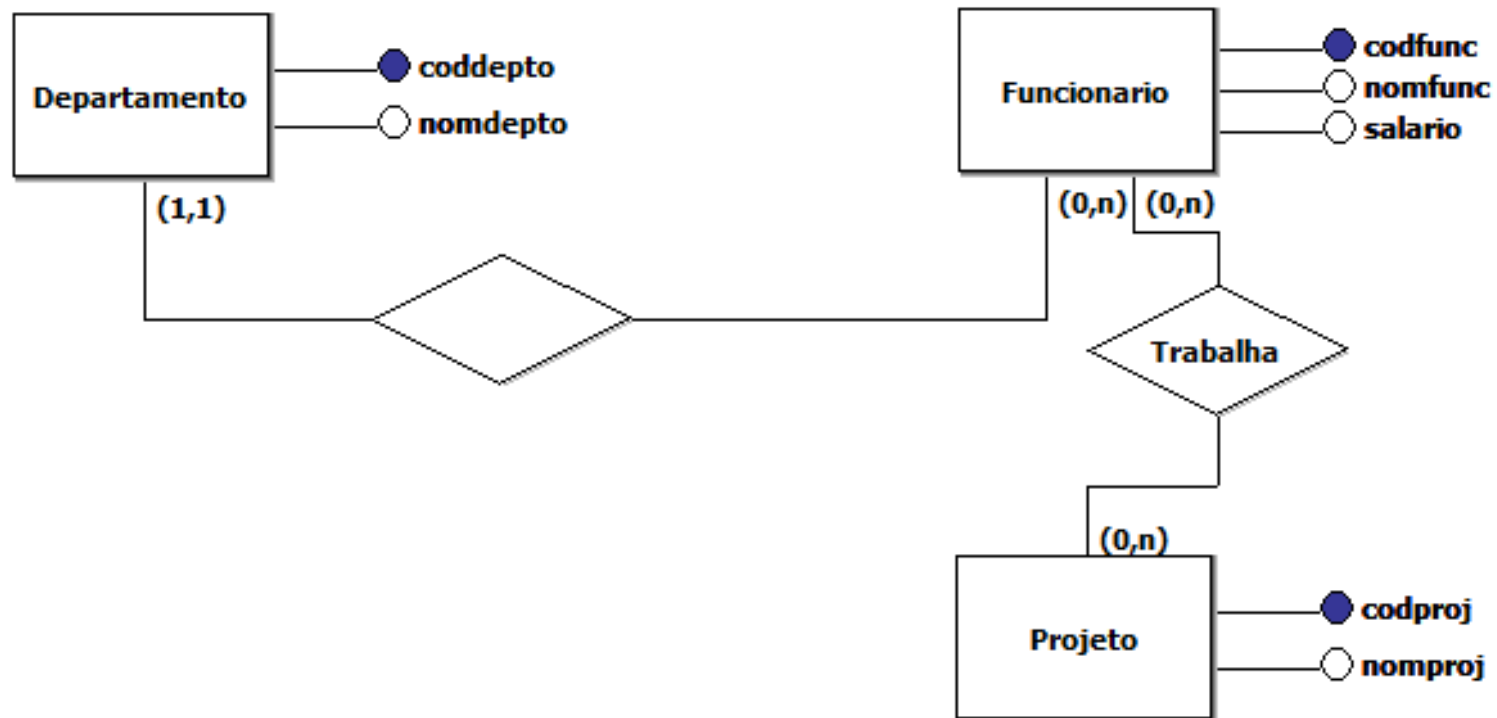 Departamento
coddepto
nomdepto
(1,1)
Funcionario
codfunc
nomfunc
salario
(0,n) (0,n)
Trabalha
(0,n)
Projeto
codproj
nomproj